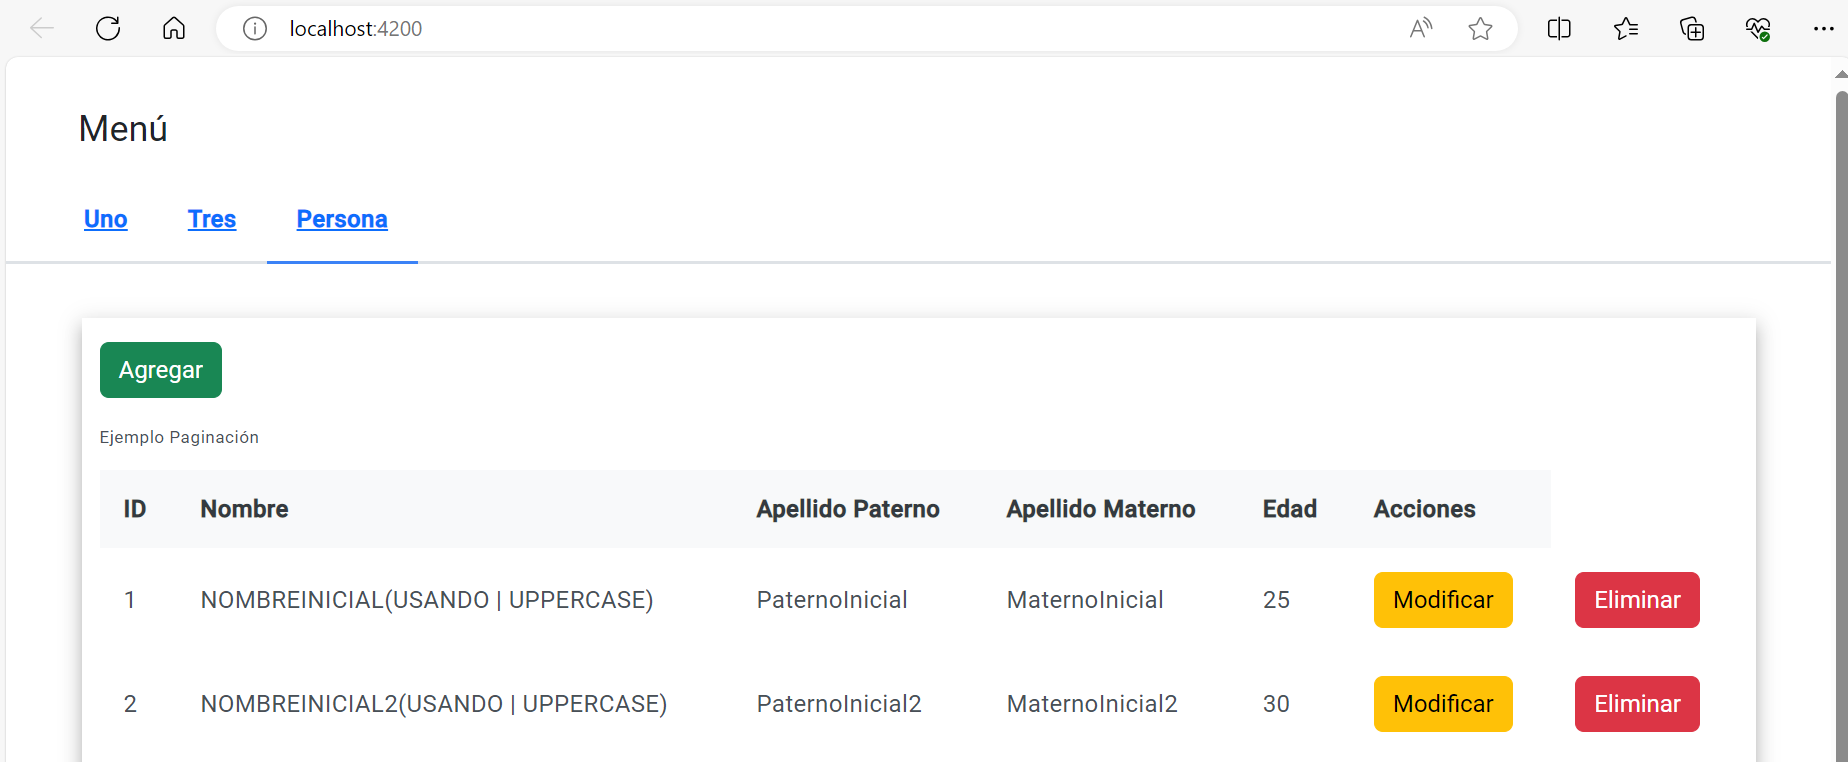 localhost:4200
Menú
Uno Tres Persona
Agregar
Ejemplo Paginación
ID Nombre Apellido Paterno Apellido Materno Edad Acciones
1 NOMBREINICIAL(USANDO | UPPERCASE) PaternoInicial MaternoInicial 25 Modificar Eliminar
2 NOMBREINICIAL2(USANDO | UPPERCASE) PaternoInicial2 MaternoInicial2 30 Modificar Eliminar